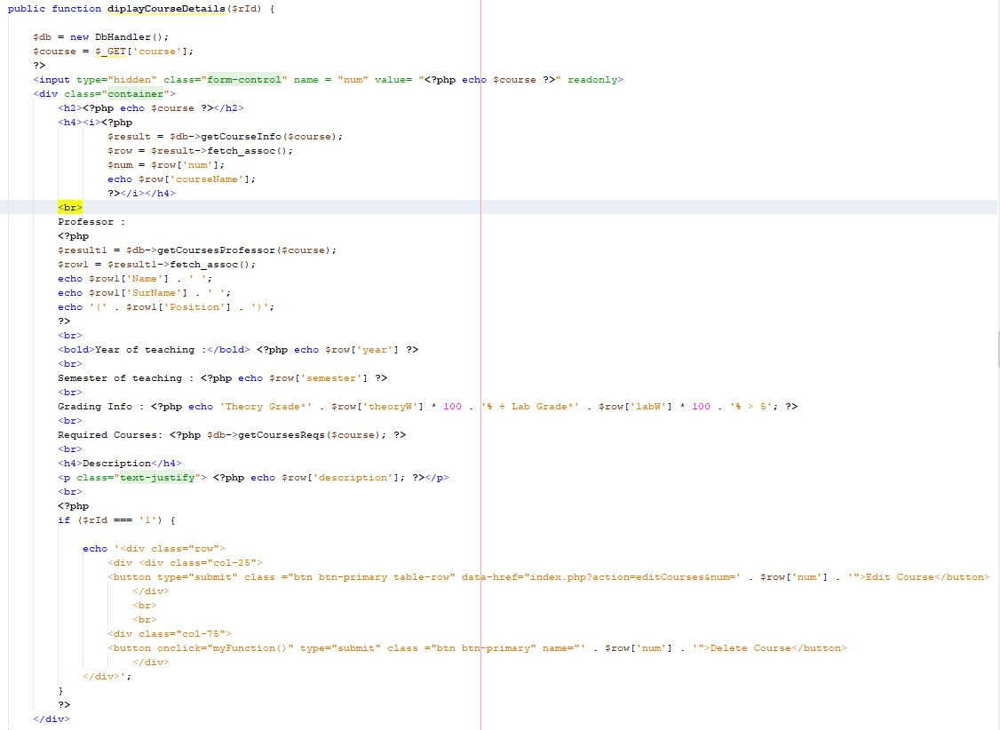 public function diplayCourseDetails($rId) {
$db = new DbHandler();
$course = $_GET['course'];
?>
<input type="hidden" class="form-control" name = "num" value= "<?php echo $course ?>" readonly>
<div class="container">
<h2><?php echo $course ?></h2>
<h4><i><?php
$result = $db->getCourseInfo($course);
$row = $result->fetch_assoc();
$num = $row['num'];
echo $row['courseName'];
?></i></h4>
<br>
Professor :
<?php
$result1 = $db->getCoursesProfessor($course);
$row1 = $result1->fetch_assoc();
echo $row1['Name'] . ' ';
echo $row1['SurName'] . ' ';
echo '(' . $row1['Position'] . ')';
?>
<br>
<bold>Year of teaching :</bold> <?php echo $row['year'] ?>
<br>
Semester of teaching : <?php echo $row['semester'] ?>
<br>
Grading Info : <?php echo 'Theory Grade*' . $row['theoryW'] * 100 . '% + Lab Grade*' . $row['labW'] * 100 . '% > 5'; ?>
<br>
Required Courses: <?php $db->getCoursesReqs($course); ?>
<br>
<h4>Description</h4>
<p class="text-justify"> <?php echo $row['description']; ?></p>
<br>
<?php
if ($rId === '1') {
echo '<div class="row">
<div <div class="col-25">
<button type="submit" class ="btn btn-primary table-row" data-href="index.php?action=editCourses&num=' . $row['num'] . '">Edit Course</button>
</div>
<br>
<br>
<div class="col-75">
<button onclick="myFunction()" type="submit" class ="btn btn-primary" name="' . $row['num'] . '">Delete Course</button>
</div>
</div>';
}
?>
</div>